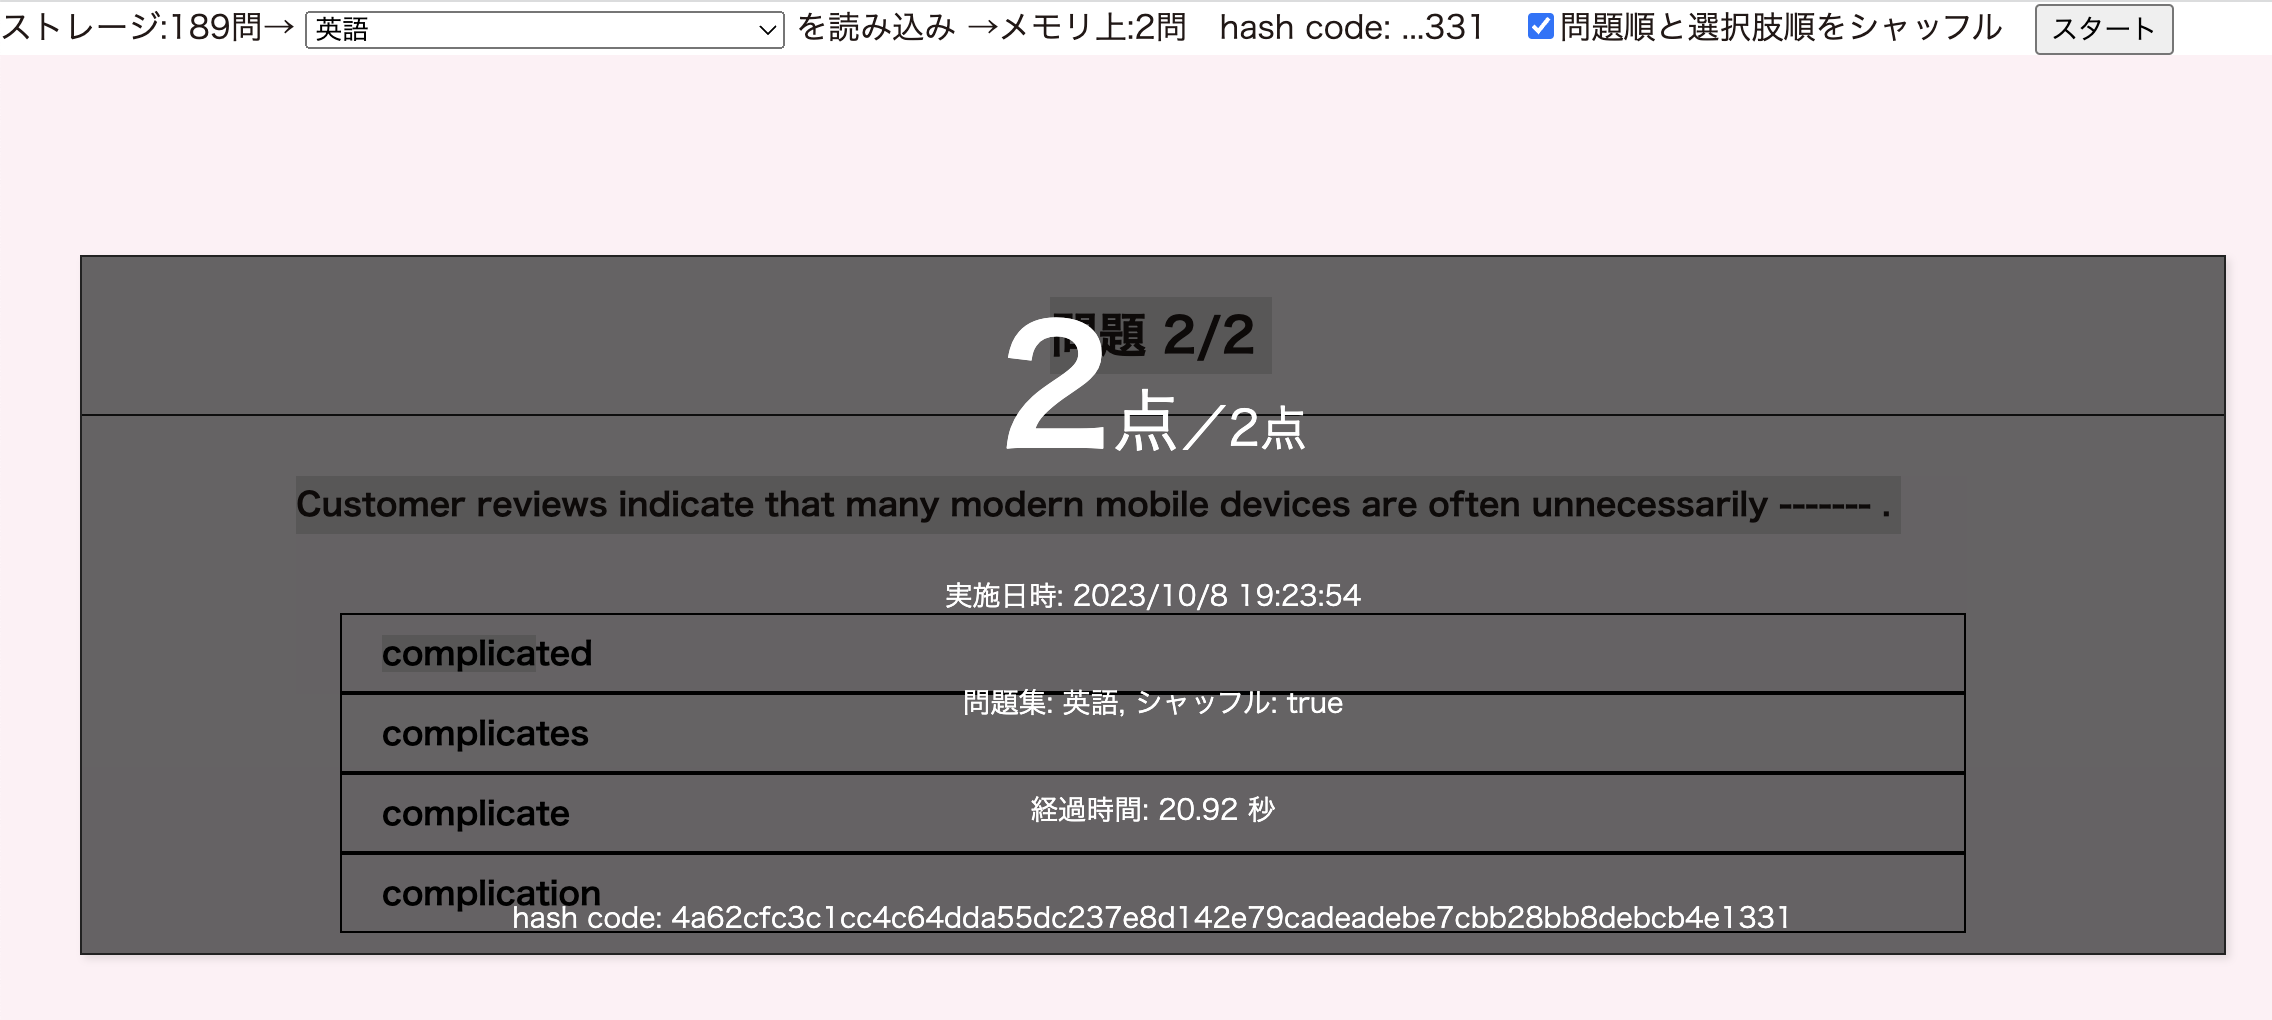 ストレージ:189問→ 英語 を読み込み →メモリ上:2問 hash code: ...331 問題順と選択肢順をシャッフル スタート
問題 2/2
2点／2点
Customer reviews indicate that many modern mobile devices are often unnecessarily ------- .
実施日時: 2023/10/8 19:23:54
complicated
問題集: 英語, シャッフル: true
complicates
経過時間: 20.92 秒
complicate
complication
hash code: 4a62cfc3c1cc4c64dda55dc237e8d142e79cadeadebe7cbb28bb8debcb4e1331